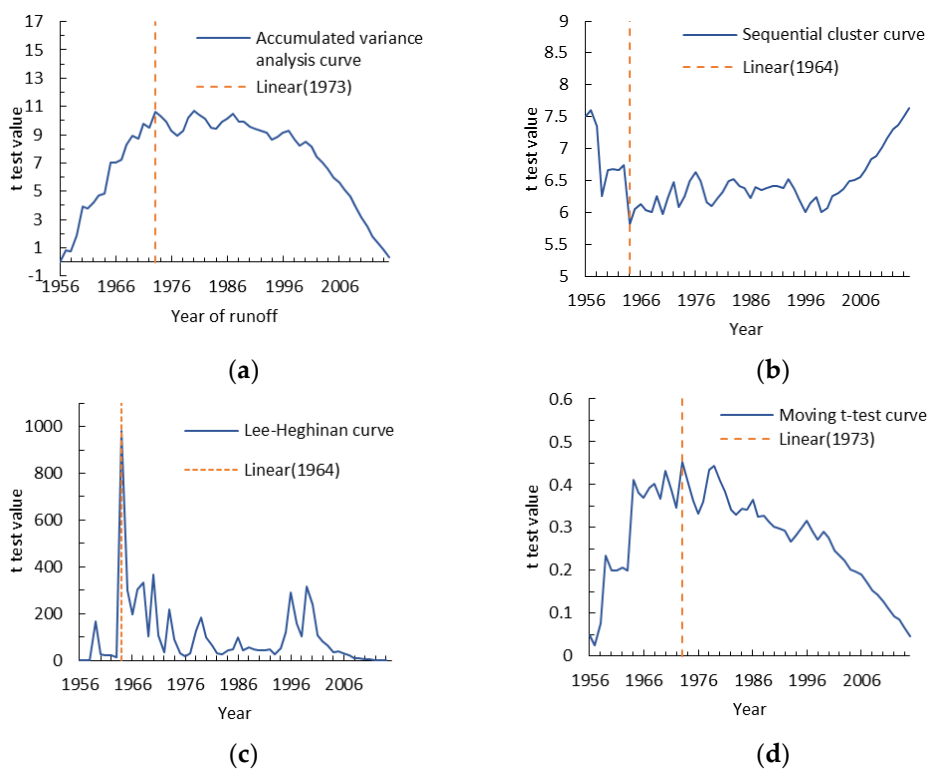 17
15
13
11
9
7
5
3
1
-1
t test value
Accumulated variance
analysis curve
Linear(1973)
1956 1966 1976 1986 1996 2006
Year of runoff
(a)
9
8.5
8
7.5
7
6.5
6
5.5
5
t test value
Sequential cluster curve
Linear(1964)
1956 1966 1976 1986 1996 2006
Year
(b)
1000
800
600
400
200
0
t test value
Lee-Heghinan curve
Linear(1964)
1956 1966 1976 1986 1996 2006
Year
(c)
0.6
0.5
0.4
0.3
0.2
0.1
0
t test value
Moving t-test curve
Linear(1973)
1956 1966 1976 1986 1996 2006
Year
(d)